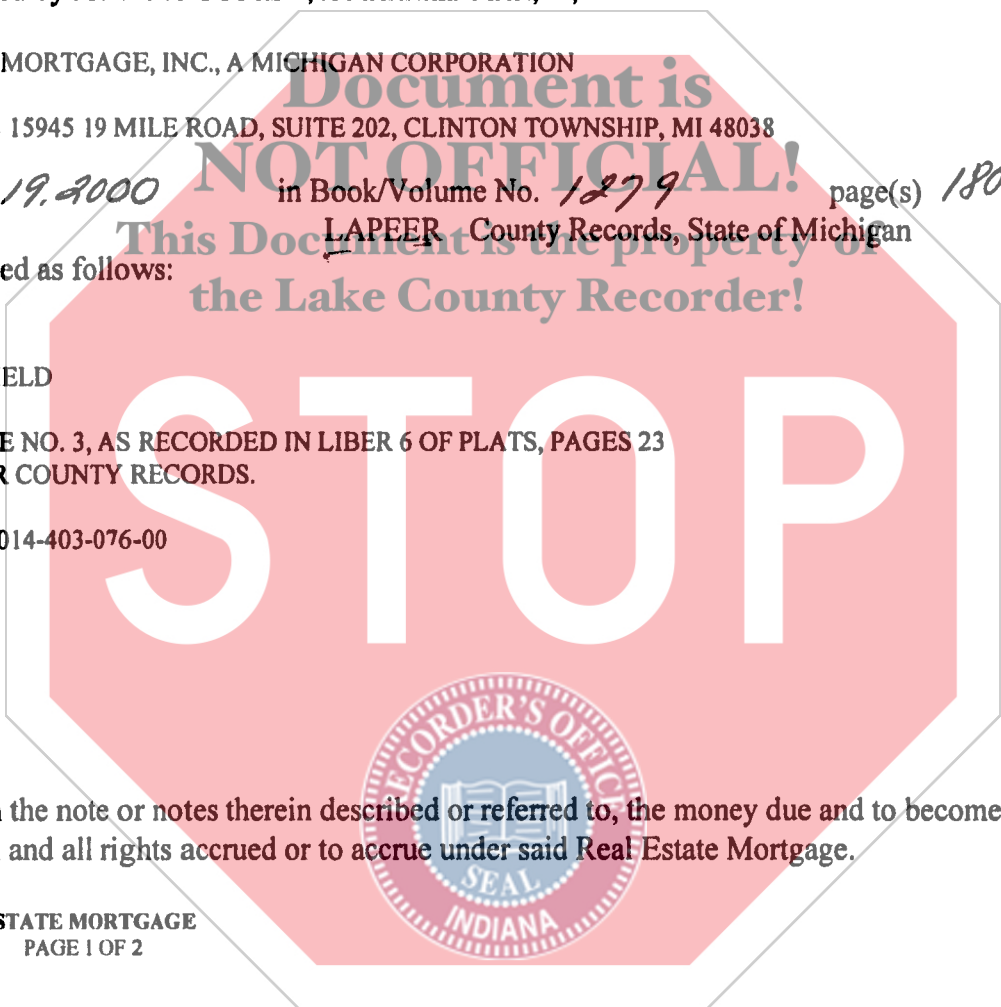 MORTGAGE, INC., A MICHIGAN CORPORATION
Document is
15945 19 MILE ROAD, SUITE 202, CLINTON TOWNSHIP, MI 48038
NOT OFFICIAL!
19, 2000 in Book/Volume No. 1279 page(s) 180
LAPEER County Records, State of Michigan
This Document is the property of
ed as follows:
the Lake County Recorder!
ELD
STOP
E NO. 3, AS RECORDED IN LIBER 6 OF PLATS, PAGES 23
R COUNTY RECORDS.
014-403-076-00
RECORDER'S OFFICE
the note or notes therein described or referred to, the money due and to become
and all rights accrued or to accrue under said Real Estate Mortgage.
SEAL
INDIANA
STATE MORTGAGE
PAGE 1 OF 2